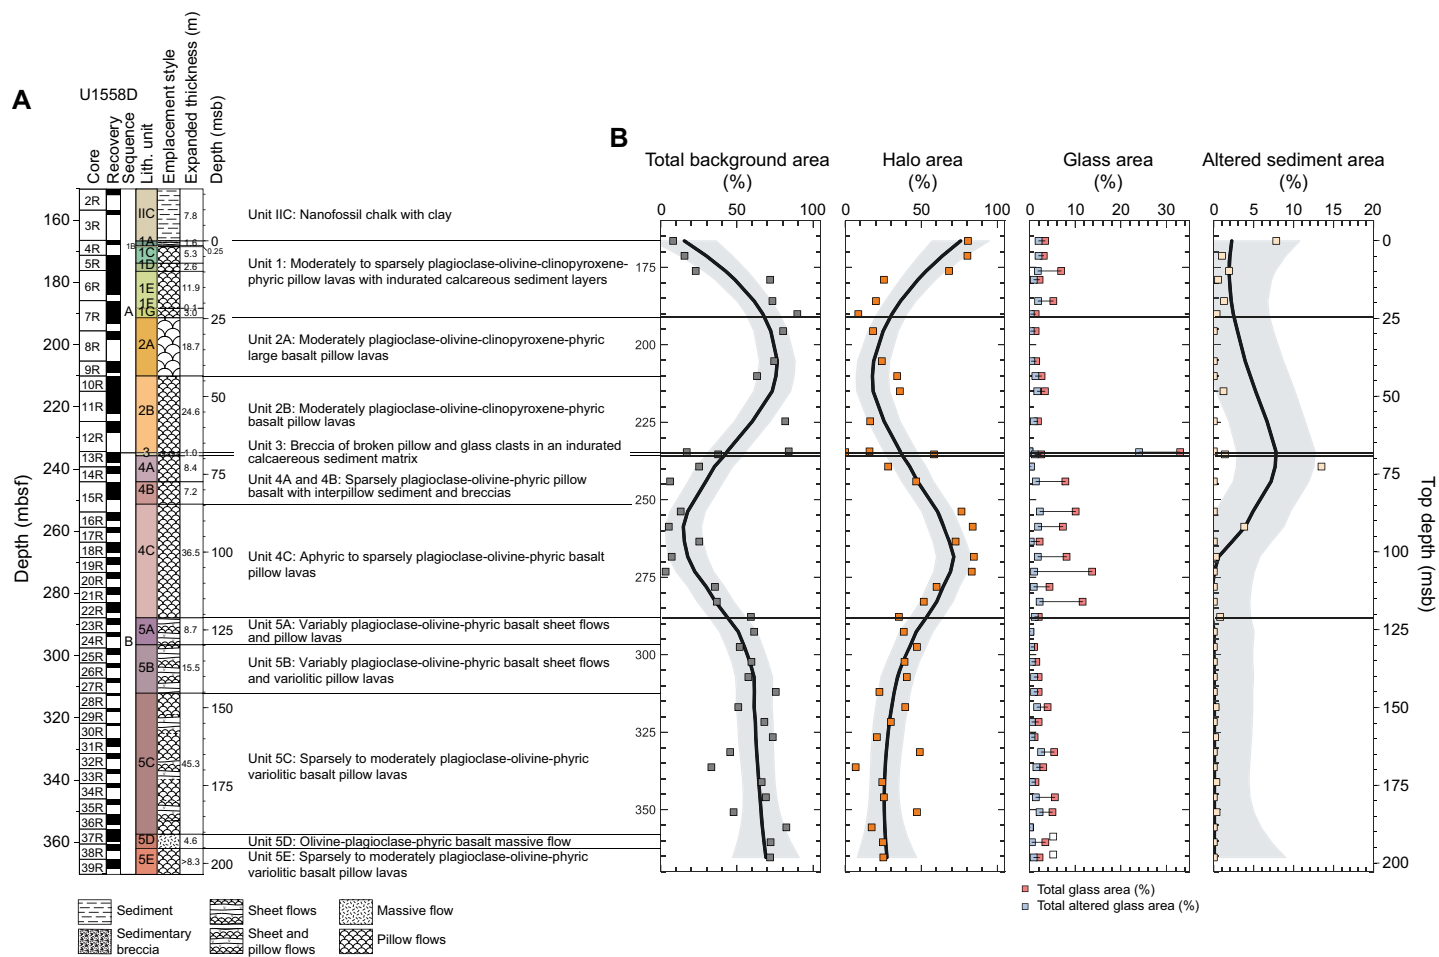 A
U1558D
Core
Recovery
Sequence
Lith. unit
Emplacement style
Expanded thickness (m)
Depth (msb)
Depth (mbsf)
160
180
200
220
240
260
280
300
320
340
360
2R
3R
4R
5R
6R
7R
8R
9R
10R
11R
12R
13R
14R
15R
16R
17R
18R
19R
20R
21R
22R
23R
24R
25R
26R
27R
28R
29R
30R
31R
32R
33R
34R
35R
36R
37R
38R
39R
A
B
IIC
1A
1B
1C
1D
1E
1F
1G
2A
2B
3
4A
4B
4C
5A
5B
5C
5D
5E
7.8
1.6
5.3
2.6
11.9
0.1
3.0
18.7
24.6
1.0
8.4
7.2
36.5
8.7
15.5
45.3
4.6
>8.3
0
0.25
25
50
75
100
125
150
175
200
Unit IIC: Nanofossil chalk with clay
Unit 1: Moderately to sparsely plagioclase-olivine-clinopyroxene-
phyric pillow lavas with indurated calcareous sediment layers
Unit 2A: Moderately plagioclase-olivine-clinopyroxene-phyric
large basalt pillow lavas
Unit 2B: Moderately plagioclase-olivine-clinopyroxene-phyric
basalt pillow lavas
Unit 3: Breccia of broken pillow and glass clasts in an indurated
calcaereous sediment matrix
Unit 4A and 4B: Sparsely plagioclase-olivine-phyric pillow
basalt with interpillow sediment and breccias
Unit 4C: Aphyric to sparsely plagioclase-olivine-phyric basalt
pillow lavas
Unit 5A: Variably plagioclase-olivine-phyric basalt sheet flows
and pillow lavas
Unit 5B: Variably plagioclase-olivine-phyric basalt sheet flows
and variolitic pillow lavas
Unit 5C: Sparsely to moderately plagioclase-olivine-phyric
variolitic basalt pillow lavas
Unit 5D: Olivine-plagioclase-phyric basalt massive flow
Unit 5E: Sparsely to moderately plagioclase-olivine-phyric
variolitic basalt pillow lavas
Sediment
Sedimentary
breccia
Sheet flows
Sheet and
pillow flows
Massive flow
Pillow flows
B
Total background area
(%)
0 50 100
Halo area
(%)
0 50 100
Glass area
(%)
0 10 20 30
Altered sediment area
(%)
0 5 10 15 20
175
200
225
250
275
300
325
350
0
25
50
75
100
125
150
175
200
Top depth (msb)
Total glass area (%)
Total altered glass area (%)